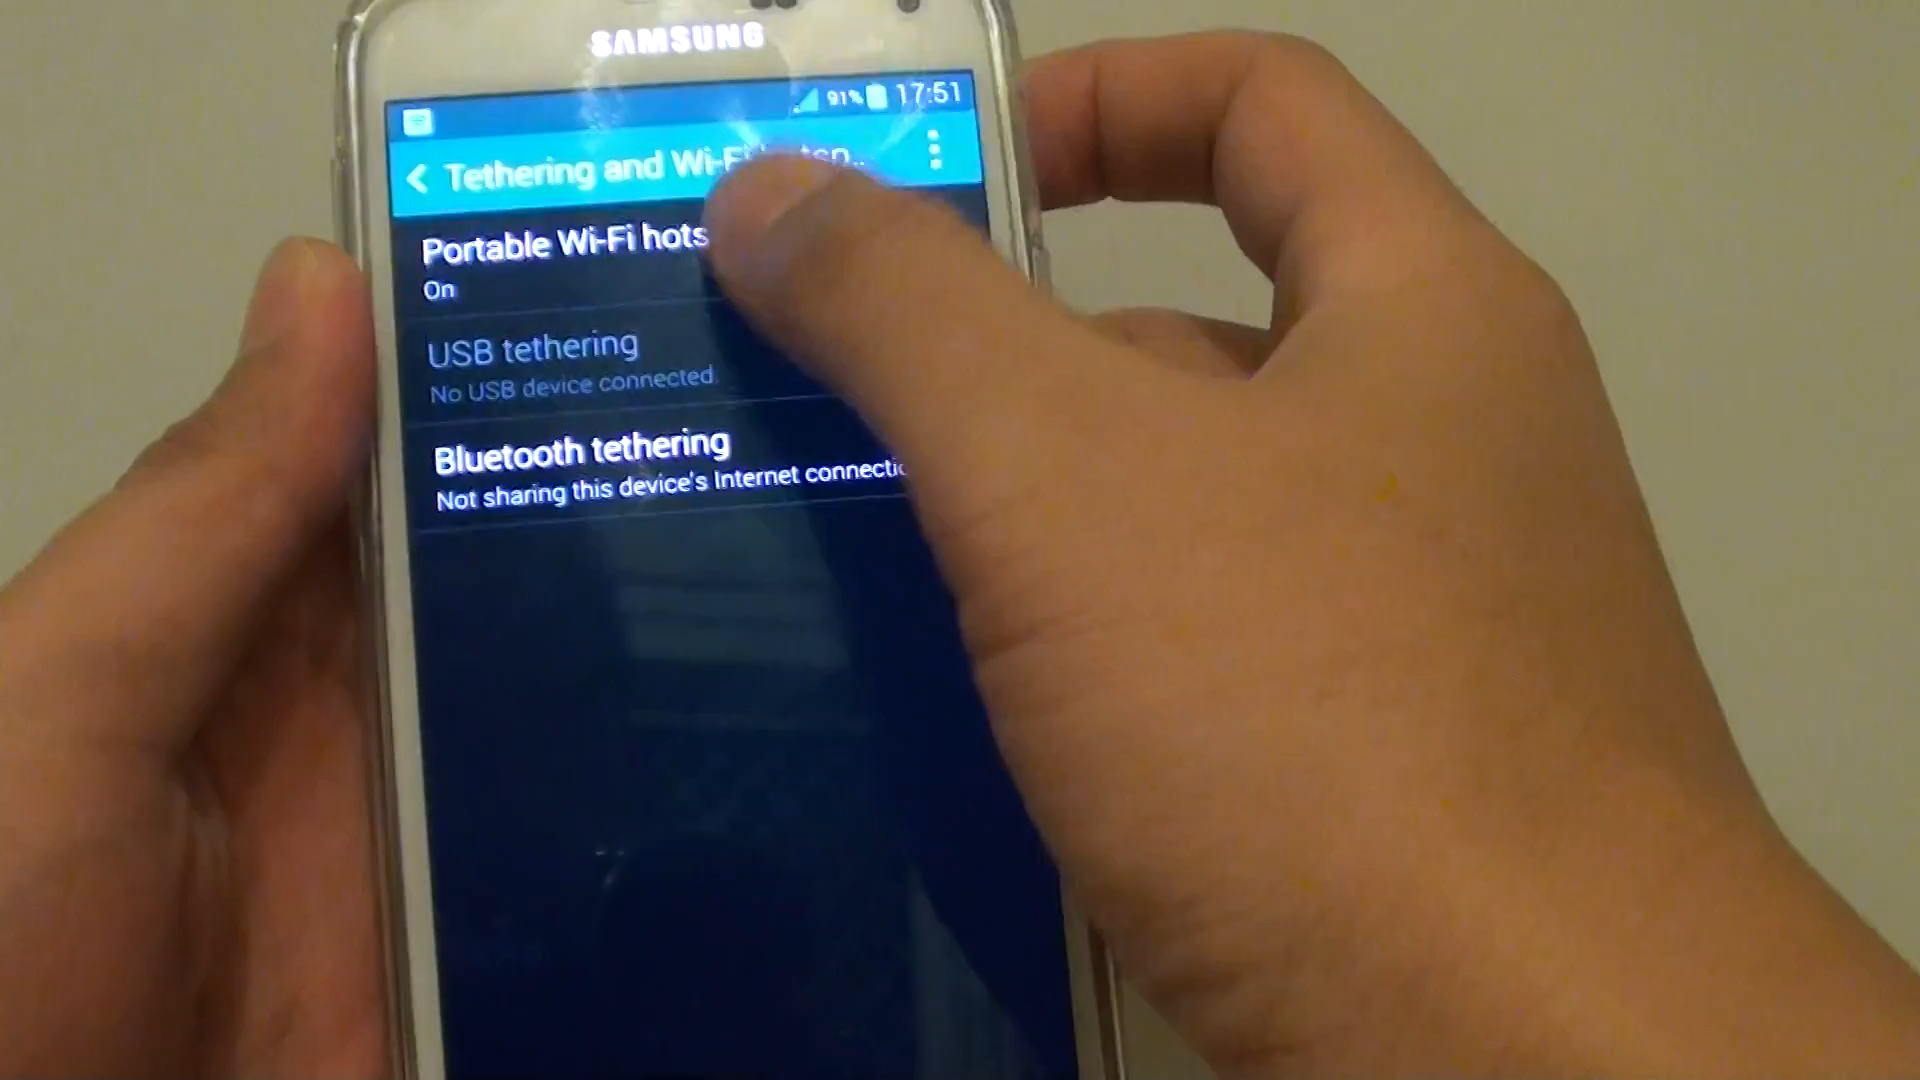 SAMSUNG
91% 17:51
Tethering and Wi-Fi
Portable Wi-Fi hots
On
USB tethering
No USB device connected
Bluetooth tethering
Not sharing this device's Internet connectio